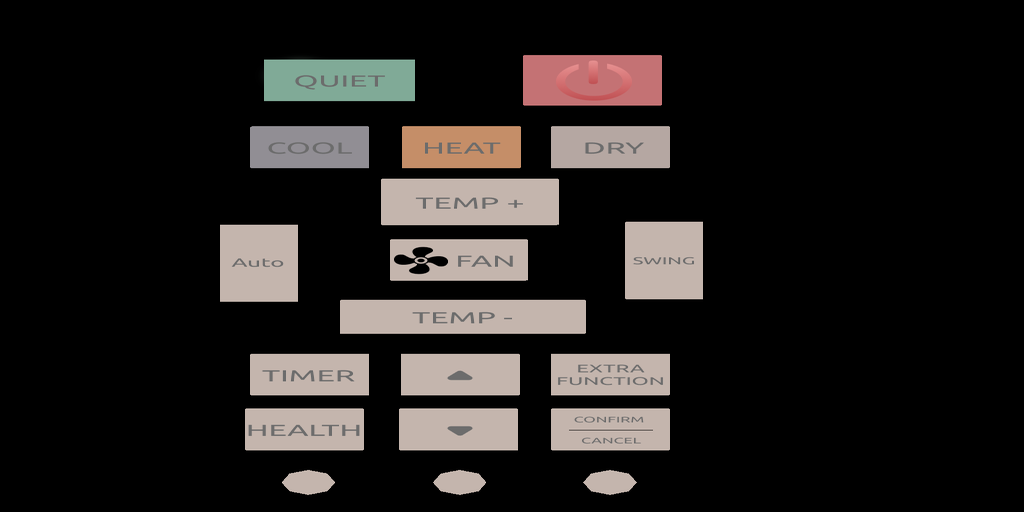 QUIET
COOL
HEAT
DRY
TEMP +
Auto
FAN
SWING
TEMP -
TIMER
EXTRA
FUNCTION
HEALTH
CONFIRM
CANCEL